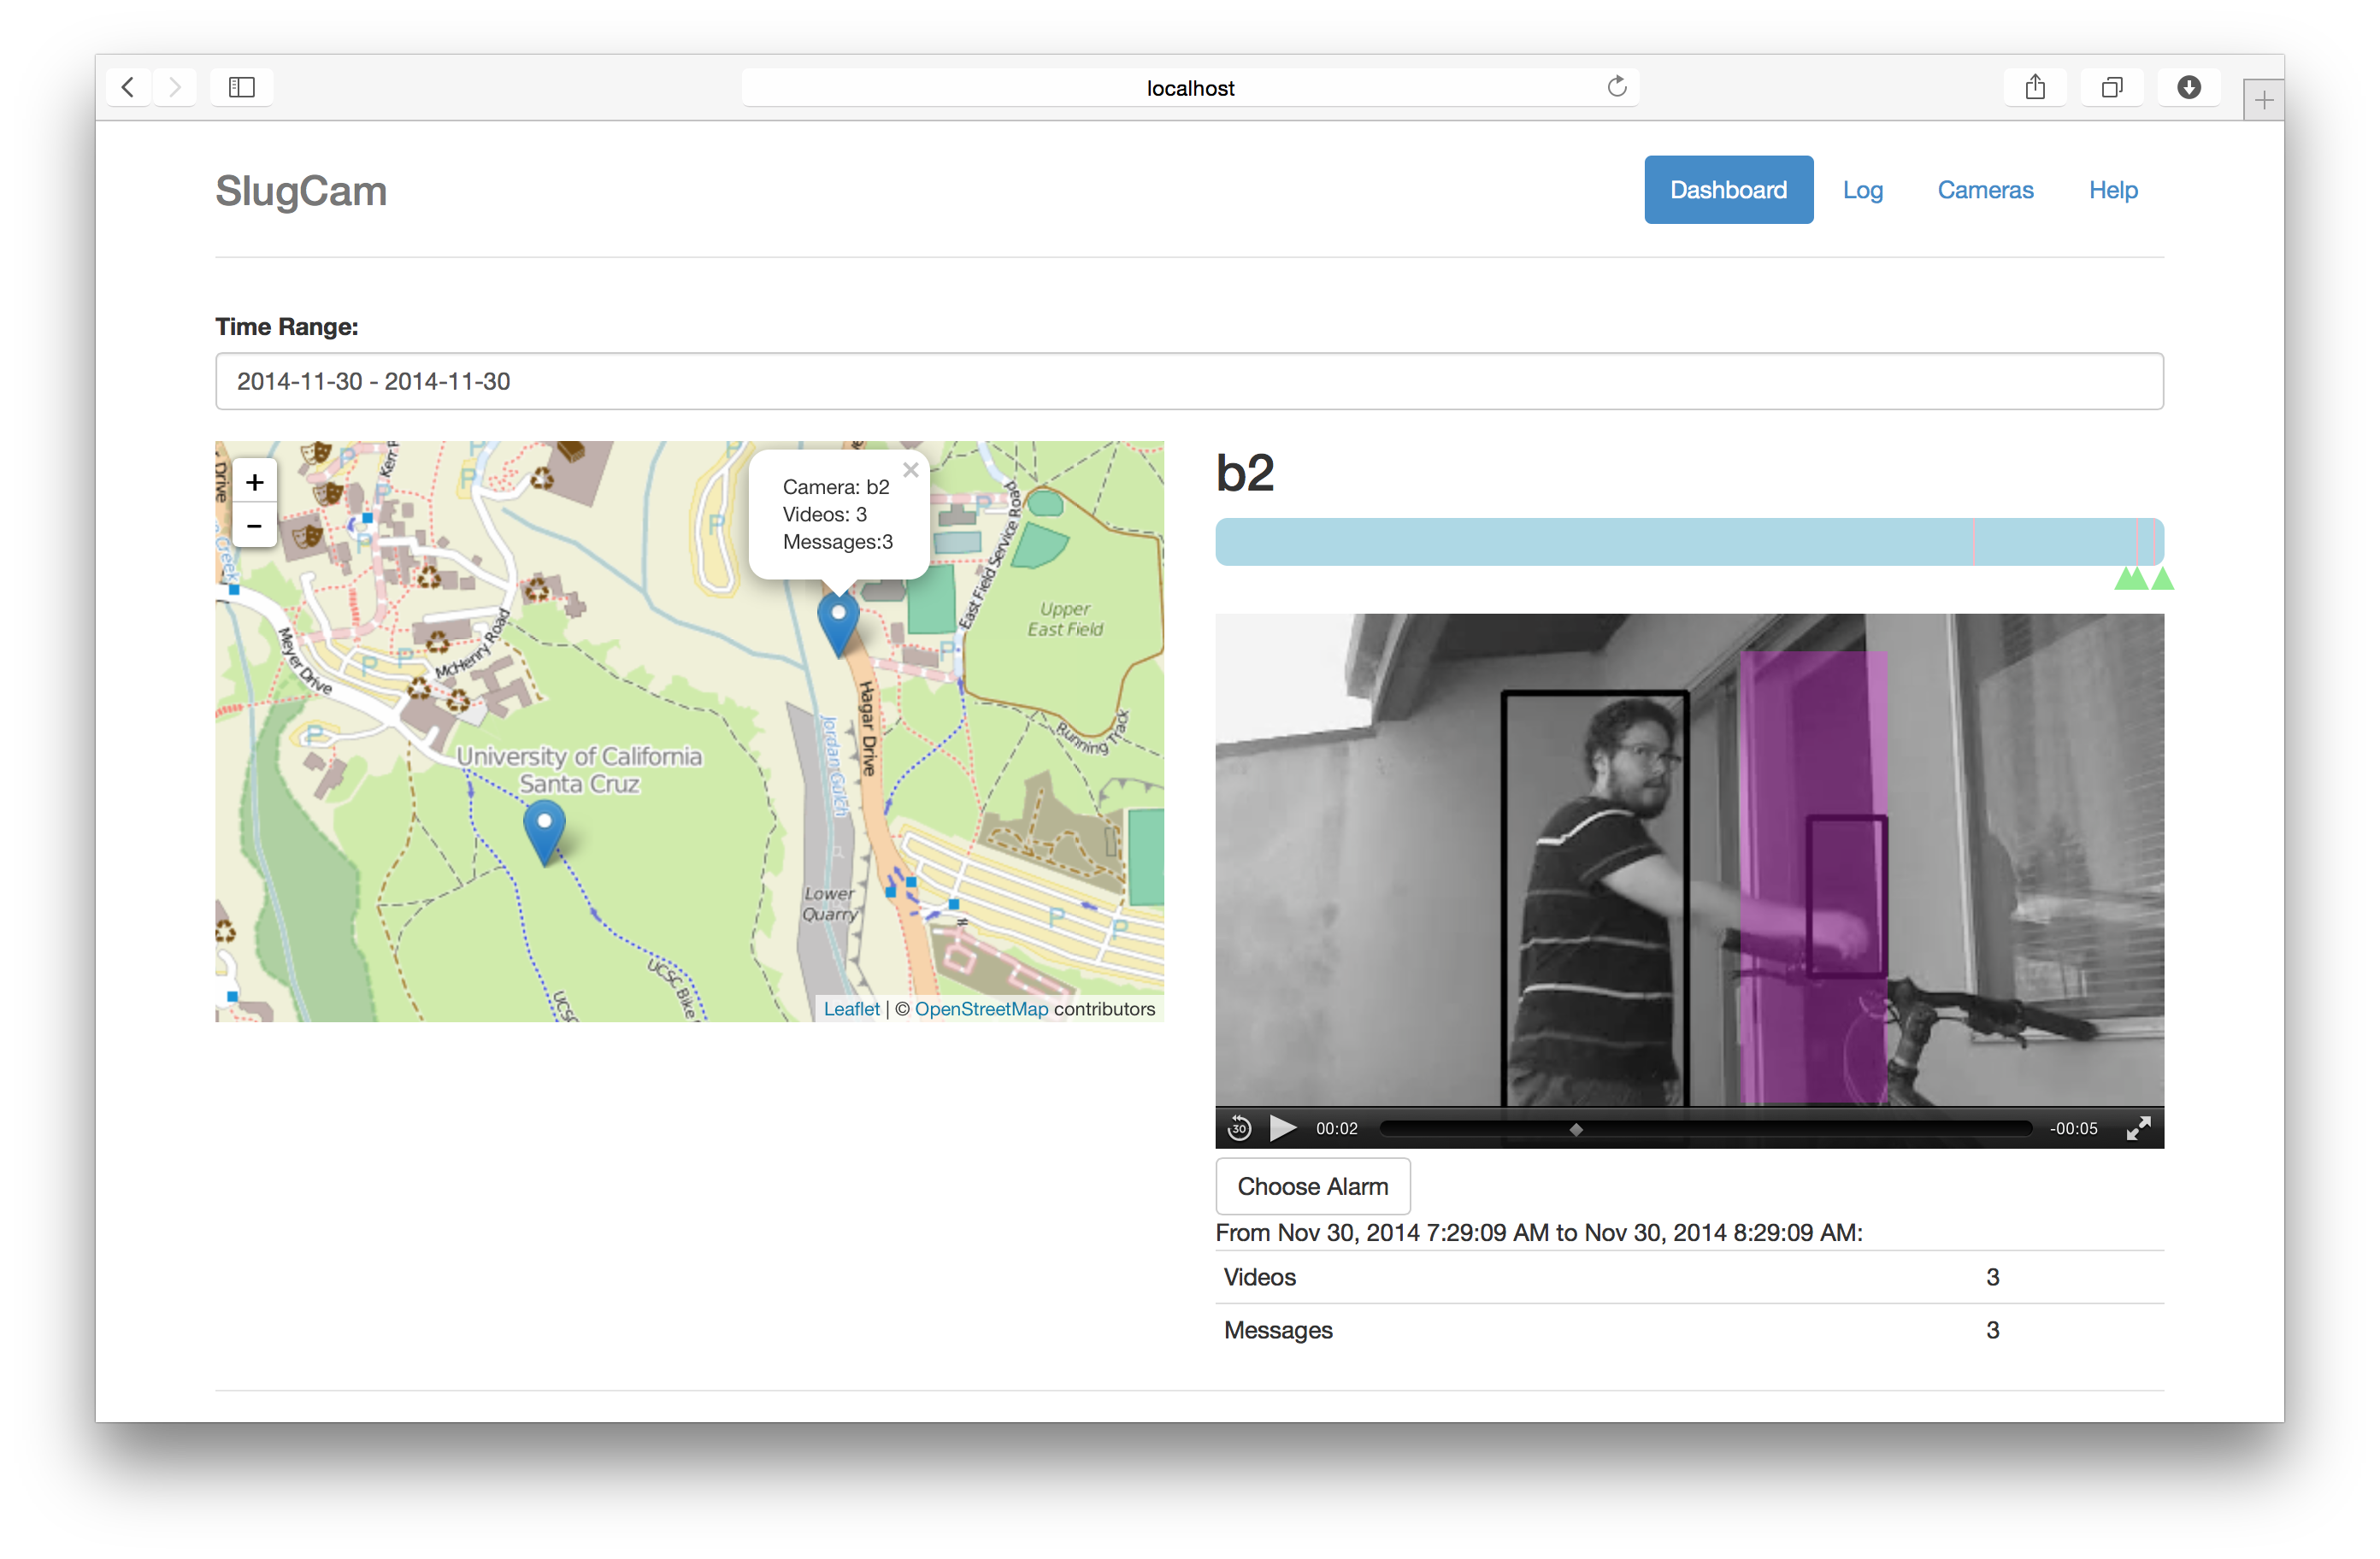 localhost
SlugCam
Dashboard Log Cameras Help
Time Range:
2014-11-30 - 2014-11-30
+
−
Kerr
Drive
Creek
Camera: b2
Videos: 3
Messages:3
East Field Service Road
Upper
East Field
Meyer Drive
McHenry Road
Hagar Drive
Jordan Gulch
Running Track
University of California
Santa Cruz
Lower
Quarry
UCSC
UCSC Bike
Leaflet | © OpenStreetMap contributors
b2
30 00:02 -00:05
Choose Alarm
From Nov 30, 2014 7:29:09 AM to Nov 30, 2014 8:29:09 AM:
Videos 3
Messages 3